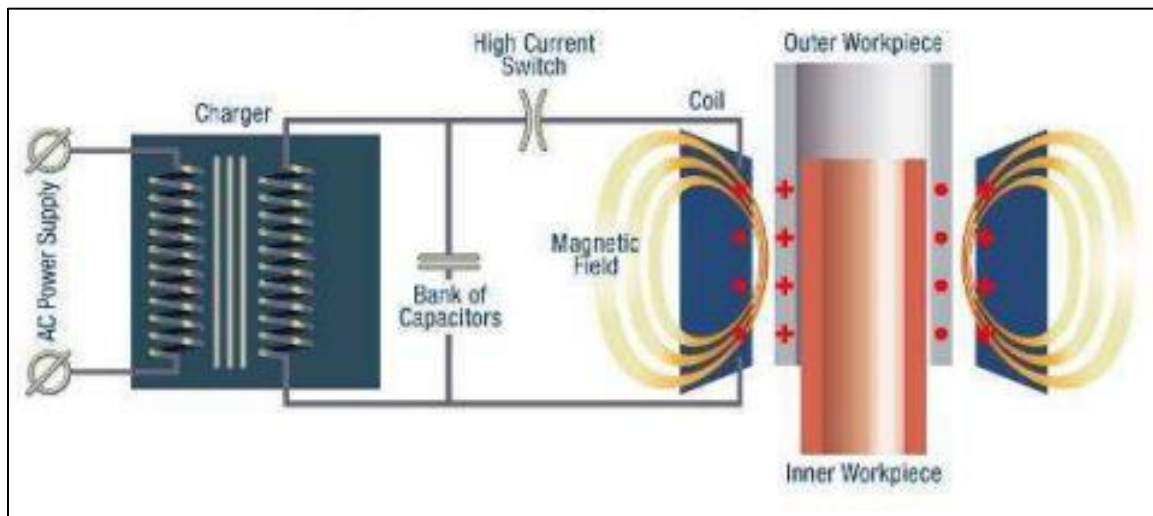 High Current
Switch
Outer Workpiece
Charger
Coil
AC Power Supply
Magnetic
Field
Bank of
Capacitors
Inner Workpiece